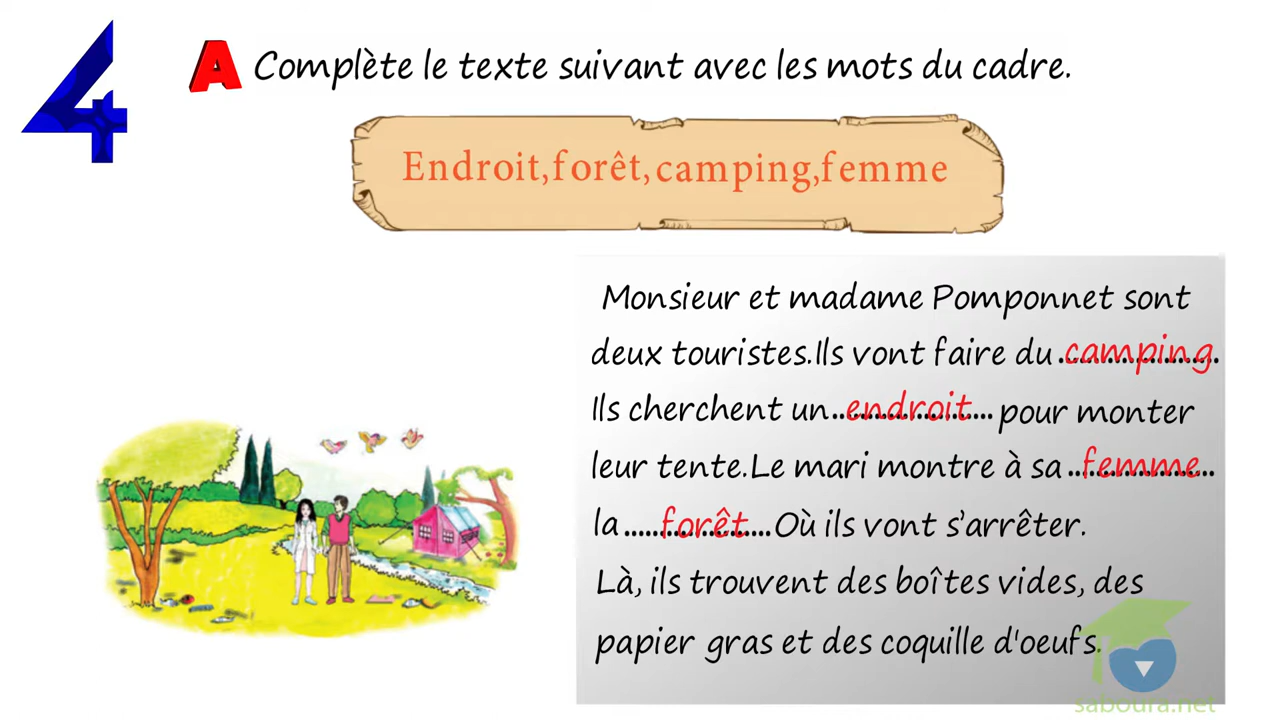 4
A Complète le texte suivant avec les mots du cadre.
Endroit,forêt,camping,femme
Monsieur et madame Pomponnet sont
deux touristes.Ils vont faire du camping.
Ils cherchent un..endroit... pour monter
leur tente.Le mari montre à sa ..femme..
la ....forêt...Où ils vont s'arrêter.
Là, ils trouvent des boîtes vides, des
papier gras et des coquille d'oeufs.
saboura.net